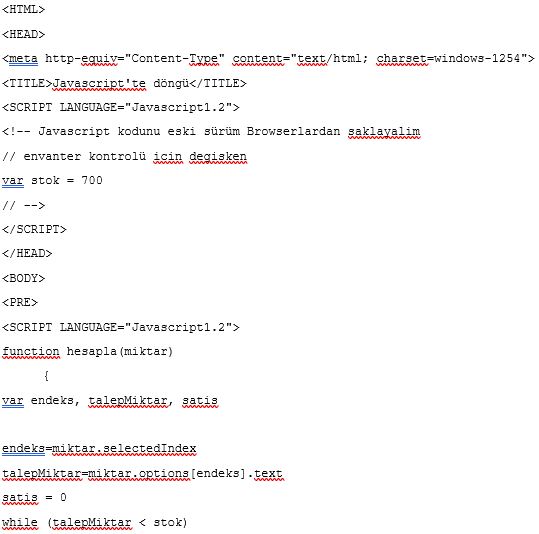 <HTML>
<HEAD>
<meta http-equiv="Content-Type" content="text/html; charset=windows-1254">
<TITLE>Javascript'te döngü</TITLE>
<SCRIPT LANGUAGE="Javascript1.2">
<!-- Javascript kodunu eski sürüm Browserlardan saklayalim
// envanter kontrolü icin degisken
var stok = 700
// -->
</SCRIPT>
</HEAD>
<BODY>
<PRE>
<SCRIPT LANGUAGE="Javascript1.2">
function hesapla(miktar)
{
var endeks, talepMiktar, satis
endeks=miktar.selectedIndex
talepMiktar=miktar.options[endeks].text
satis = 0
while (talepMiktar < stok)